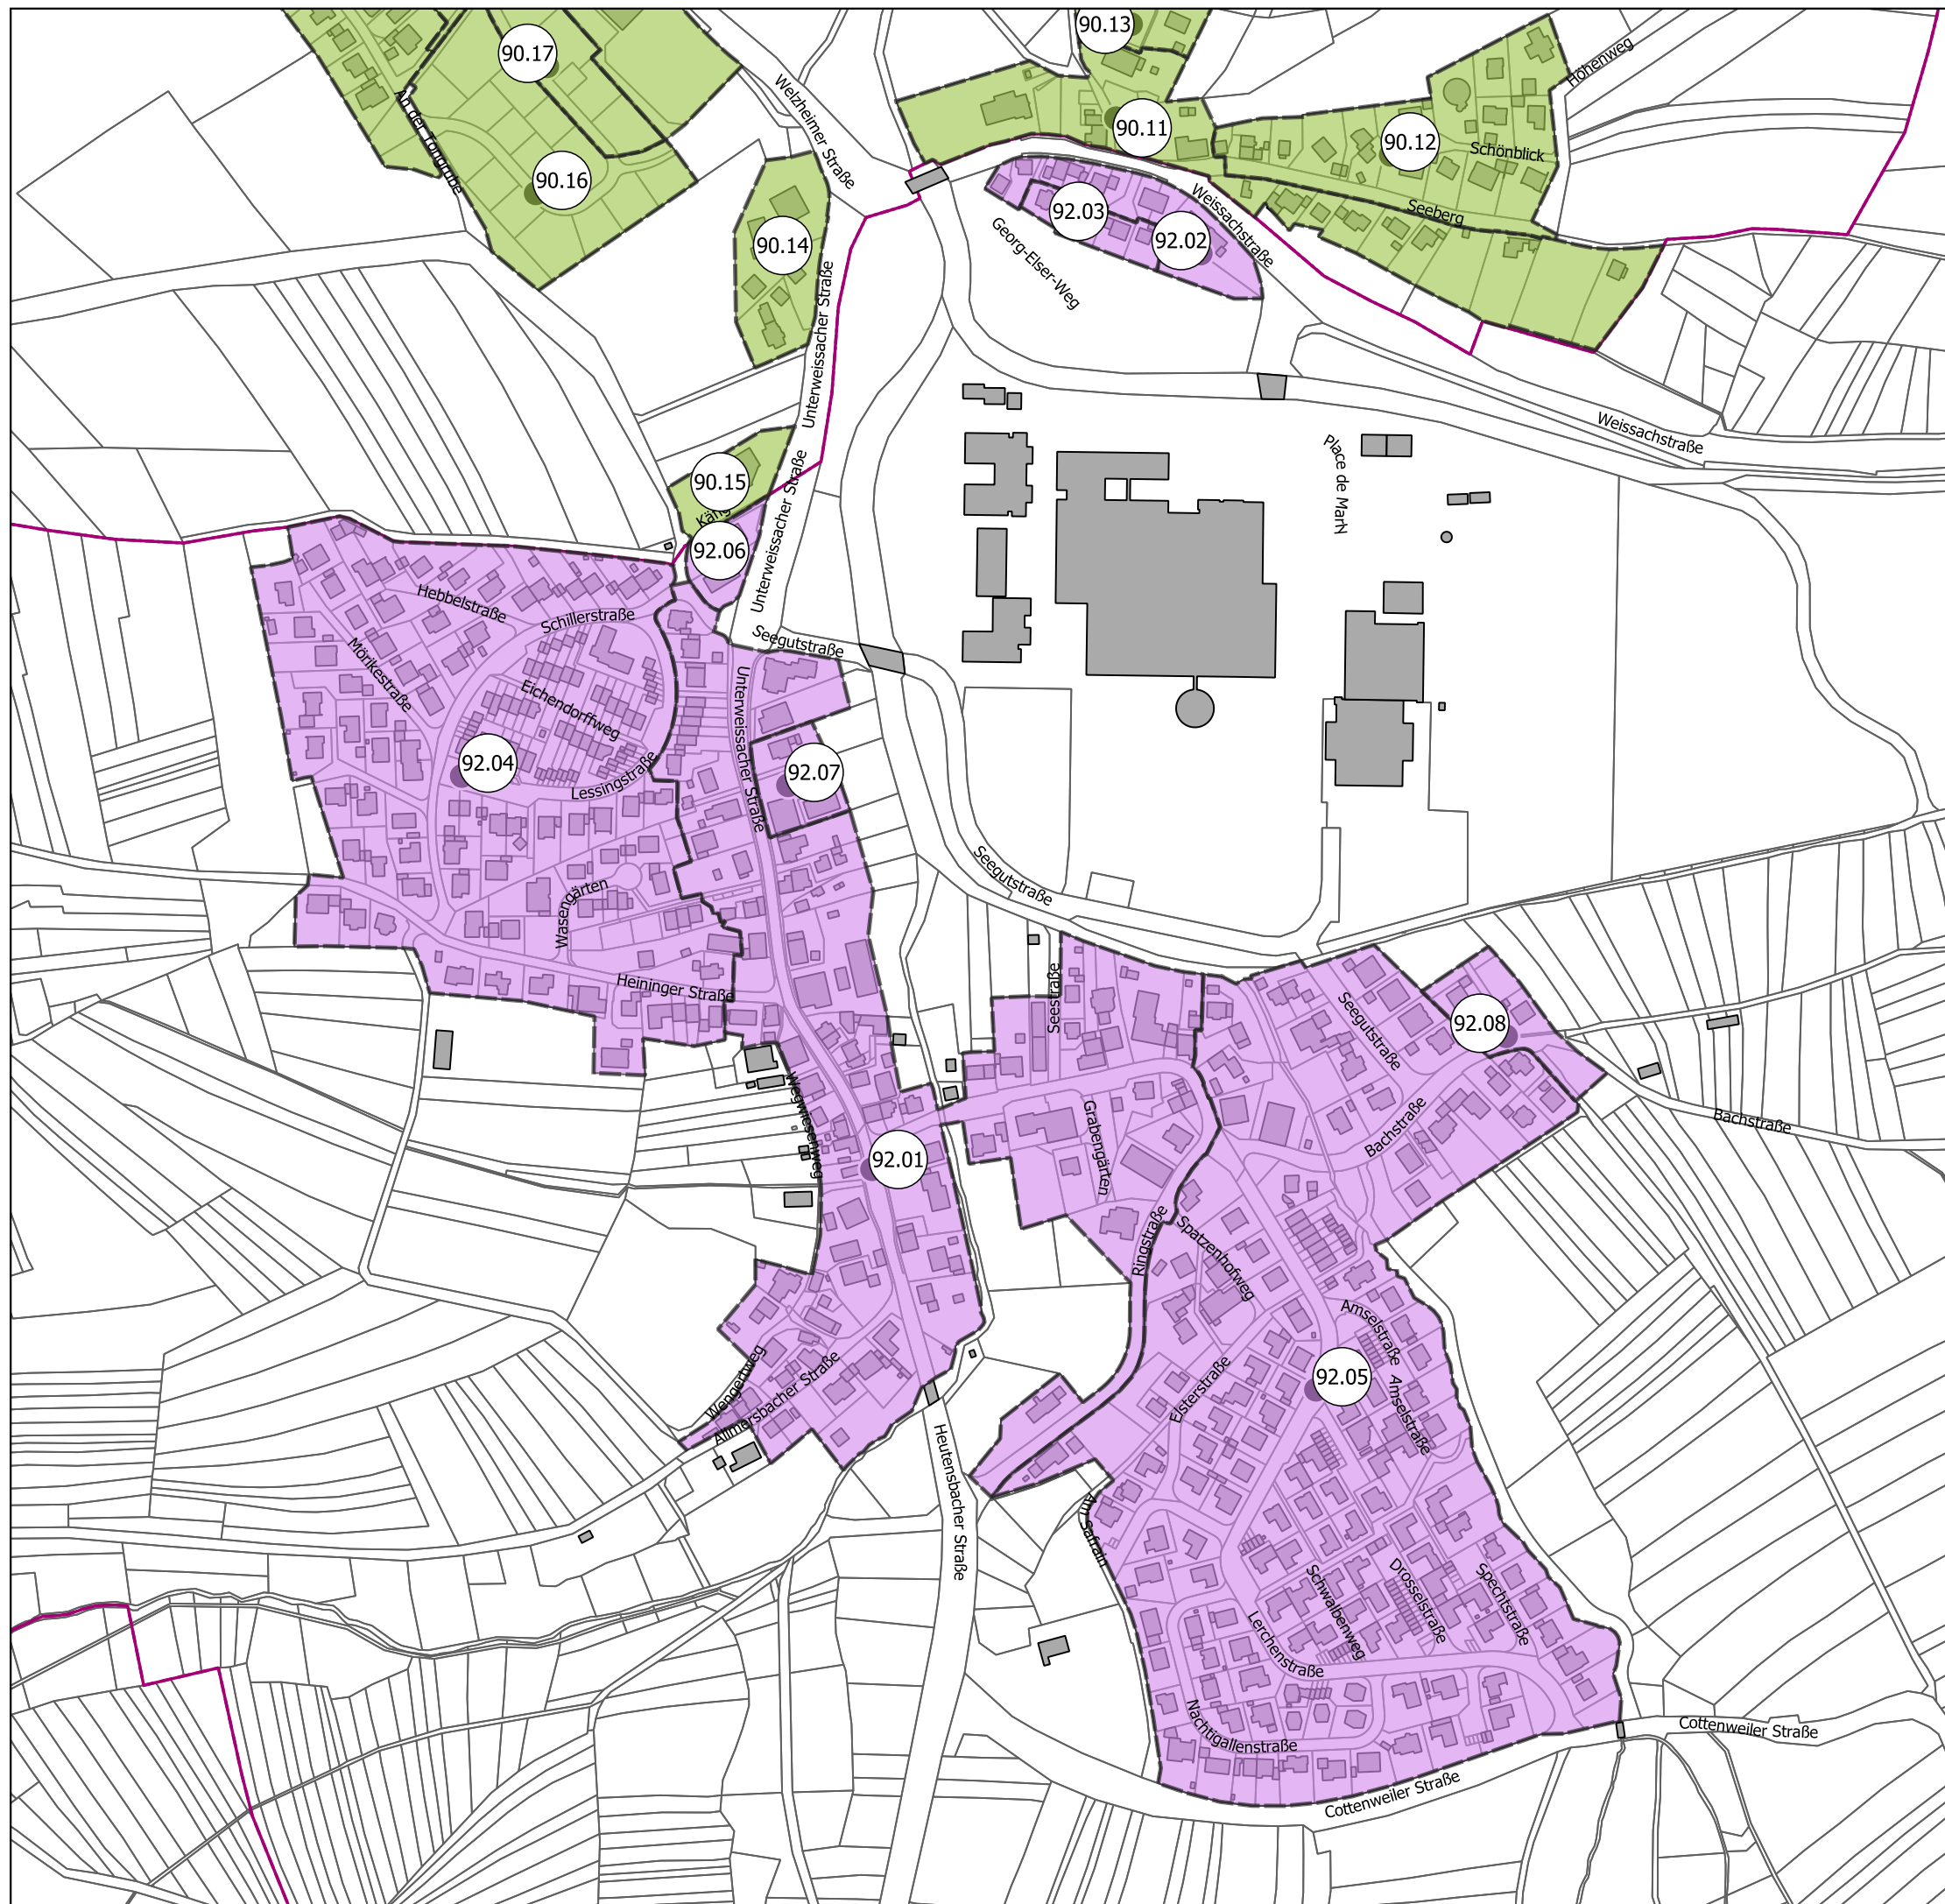 90.17
90.13
Höhenweg
Welzheimer Straße
An der Tongrube
90.11
90.12
Schönblick
90.16
92.03
Weissachstraße
Seeberg
90.14
92.02
Georg-Elser-Weg
Unterweissacher Straße
Weissachstraße
Place de Marly
90.15
Unterweissacher Straße
92.06
Hebbelstraße
Schillerstraße
Seegutstraße
Mörikestraße
Unterweissacher Straße
Eichendorffweg
92.04
92.07
Lessingstraße
Seegutstraße
Wasengärten
Heininger Straße
Seestraße
Seegutstraße
92.08
Wegwiesenweg
Grabengärten
Bachstraße
Bachstraße
92.01
Ringstraße
Spatzenhofweg
Amselstraße
Wengertweg
Allmersbacher Straße
Elsterstraße
92.05
Amselstraße
Heutensbacher Straße
Am Safrain
Schwalbenweg
Drosselstraße
Spechtstraße
Lerchenstraße
Nachtigallenstraße
Cottenweiler Straße
Cottenweiler Straße